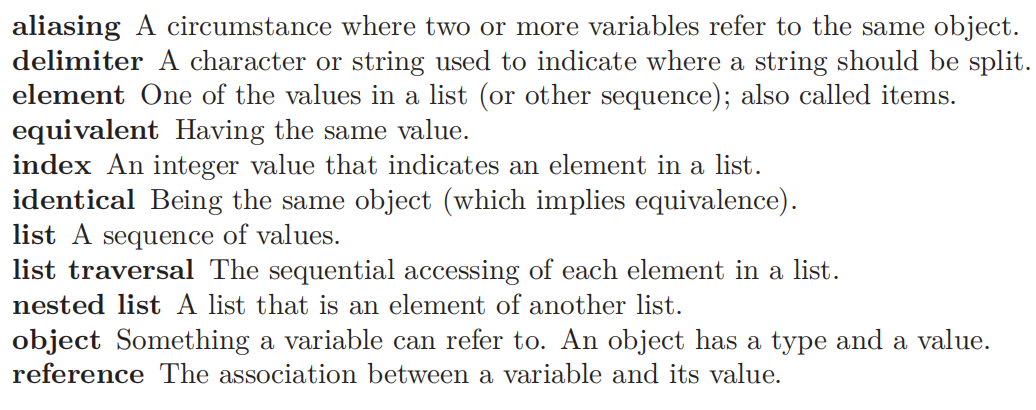 aliasing A circumstance where two or more variables refer to the same object.
delimiter A character or string used to indicate where a string should be split.
element One of the values in a list (or other sequence); also called items.
equivalent Having the same value.
index An integer value that indicates an element in a list.
identical Being the same object (which implies equivalence).
list A sequence of values.
list traversal The sequential accessing of each element in a list.
nested list A list that is an element of another list.
object Something a variable can refer to. An object has a type and a value.
reference The association between a variable and its value.